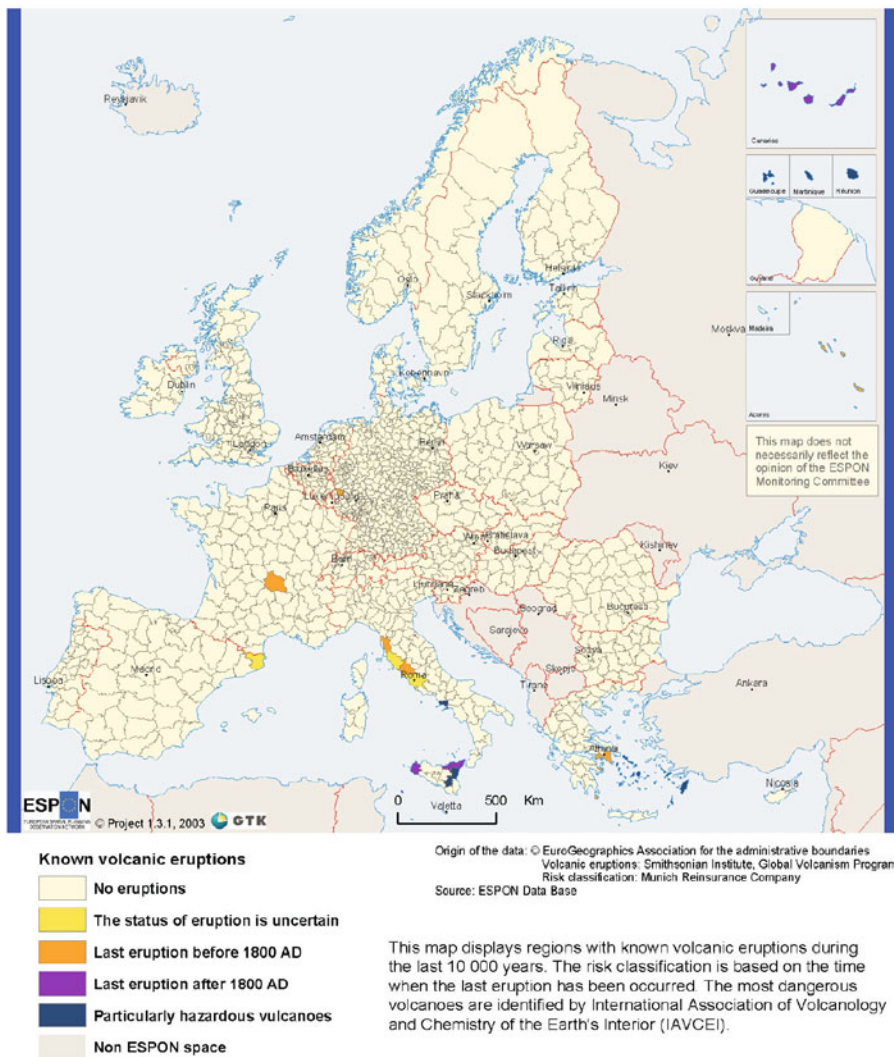 Reykjavik
Canarias
Guadeloupe
Martinique
Réunion
Guyane
Madeira
Acores
Oslo
Helsinki
Tallinn
Stockholm
Riga
Moskva
Dublin
København
Vilnius
Minsk
London
Amsterdam
Berlin
Warsaw
Kiev
Paris
Praha
Bratislava
Budapest
Kishinev
Bern
Ljubljana
Zagreb
Beograd
Bucuresti
Sarajevo
Sofiya
Skopje
Tirane
Ankara
Lisboa
Madrid
Roma
Athinai
Nicosia
Valetta
This map does not
necessarily reflect the
opinion of the ESPON
Monitoring Committee
0 500 Km
ESPON
© Project 1.3.1, 2003
GTK
Origin of the data: © EuroGeographics Association for the administrative boundaries
Volcanic eruptions: Smithsonian Institute, Global Volcanism Program
Risk classification: Munich Reinsurance Company
Source: ESPON Data Base
Known volcanic eruptions
No eruptions
The status of eruption is uncertain
Last eruption before 1800 AD
Last eruption after 1800 AD
Particularly hazardous vulcanoes
Non ESPON space
This map displays regions with known volcanic eruptions during
the last 10 000 years. The risk classification is based on the time
when the last eruption has been occurred. The most dangerous
volcanoes are identified by International Association of Volcanology
and Chemistry of the Earth's Interior (IAVCEI).